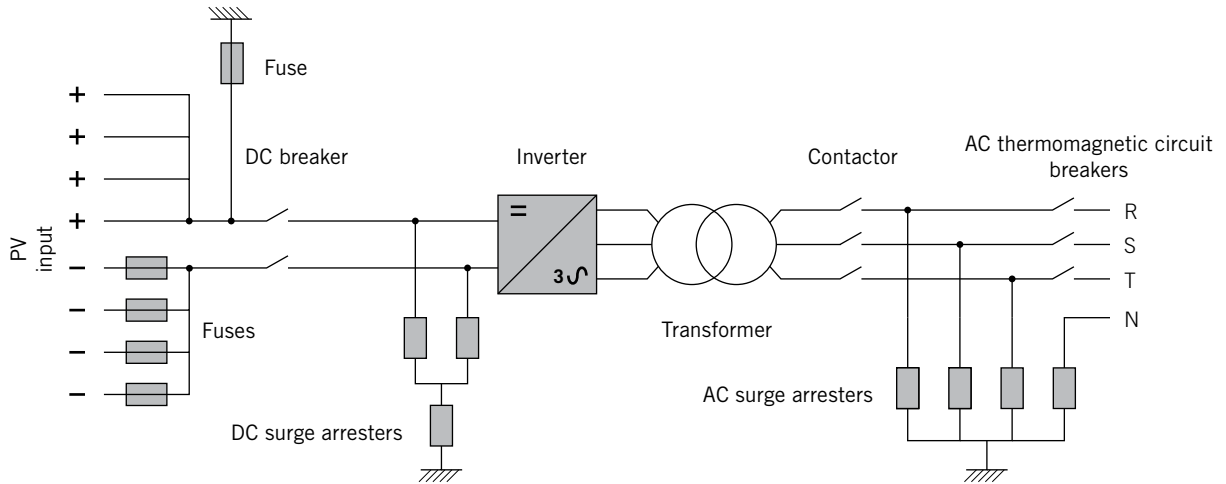 Fuse
+
+
+
+
DC breaker
Inverter
Contactor
AC thermomagnetic circuit
breakers
PV
input
=
3
R
S
T
N
−
−
−
−
Fuses
Transformer
DC surge arresters
AC surge arresters